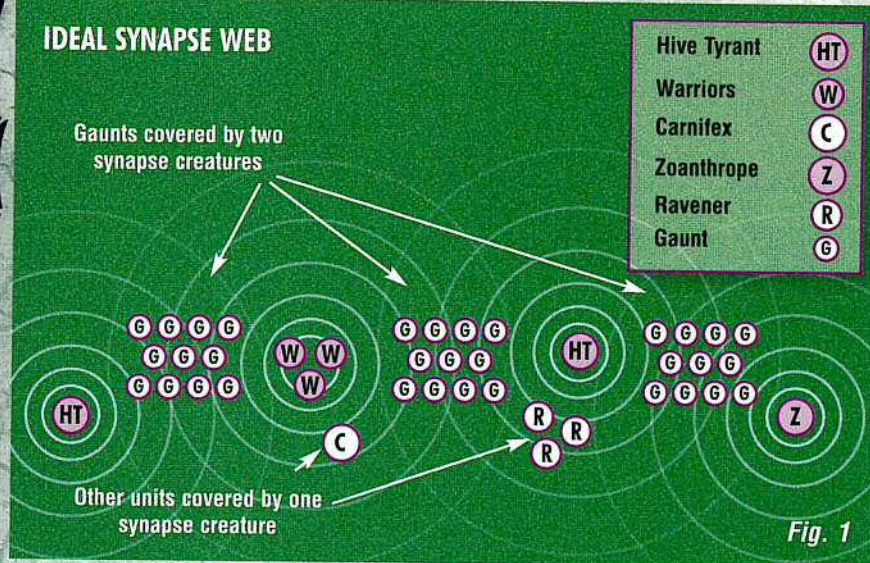 IDEAL SYNAPSE WEB
Hive Tyrant HT
Warriors W
Carnifex C
Zoanthrope Z
Ravener R
Gaunt G
Gaunts covered by two
synapse creatures
G G G G
G G G
G G G G
W W
W
G G G G
G G G
G G G G
HT
G G G G
G G G
G G G G
HT
C
R
R
R
Z
Other units covered by one
synapse creature
Fig. 1